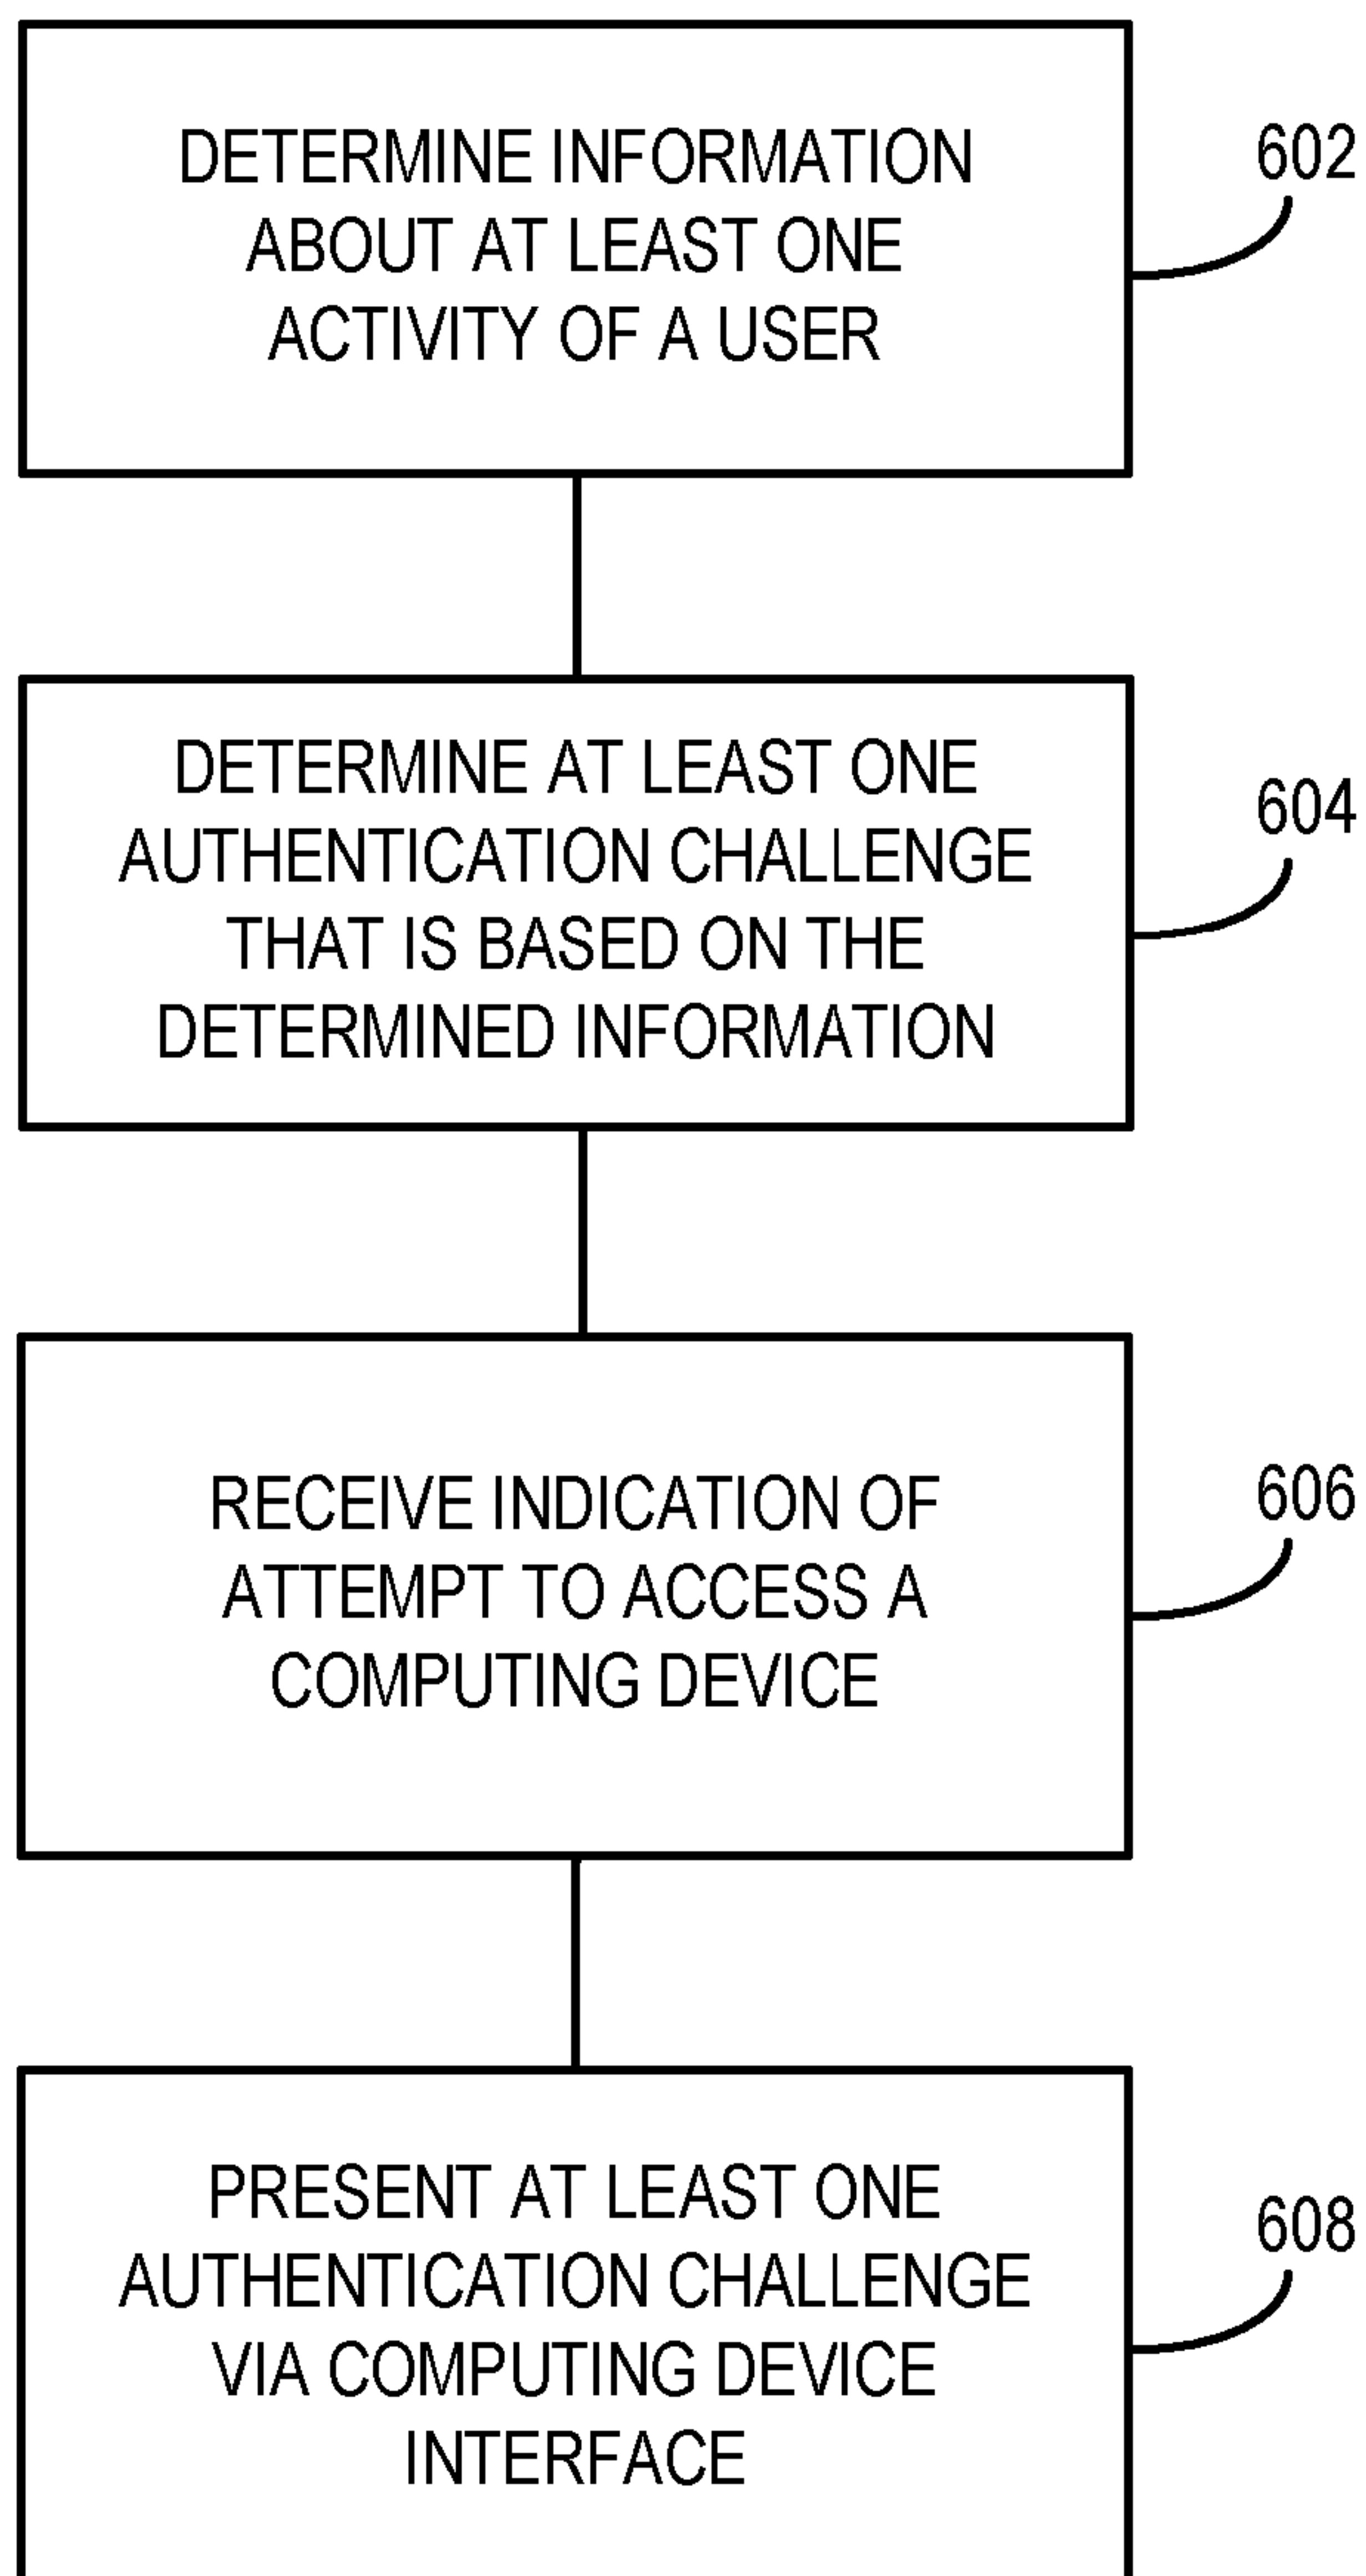 DETERMINE INFORMATION
ABOUT AT LEAST ONE
ACTIVITY OF A USER
602
DETERMINE AT LEAST ONE
AUTHENTICATION CHALLENGE
THAT IS BASED ON THE
DETERMINED INFORMATION
604
RECEIVE INDICATION OF
ATTEMPT TO ACCESS A
COMPUTING DEVICE
606
PRESENT AT LEAST ONE
AUTHENTICATION CHALLENGE
VIA COMPUTING DEVICE
INTERFACE
608